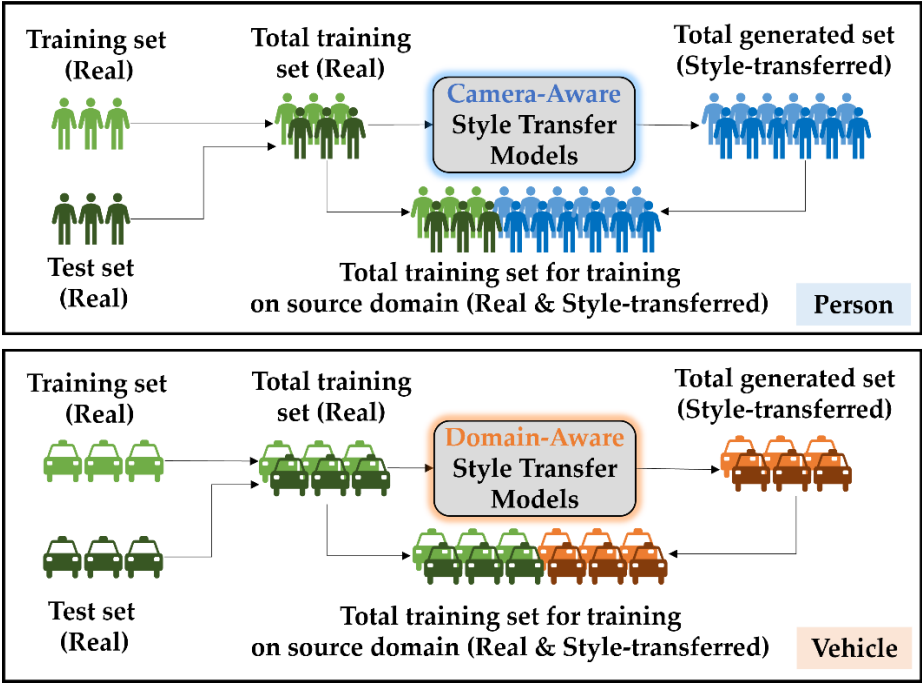 Training set
(Real)
Total training
set (Real)
Total generated set
(Style-transferred)
Camera-Aware
Style Transfer
Models
Test set
(Real)
Total training set for training
on source domain (Real & Style-transferred)
Person
Training set
(Real)
Total training
set (Real)
Total generated set
(Style-transferred)
Domain-Aware
Style Transfer
Models
Test set
(Real)
Total training set for training
on source domain (Real & Style-transferred)
Vehicle